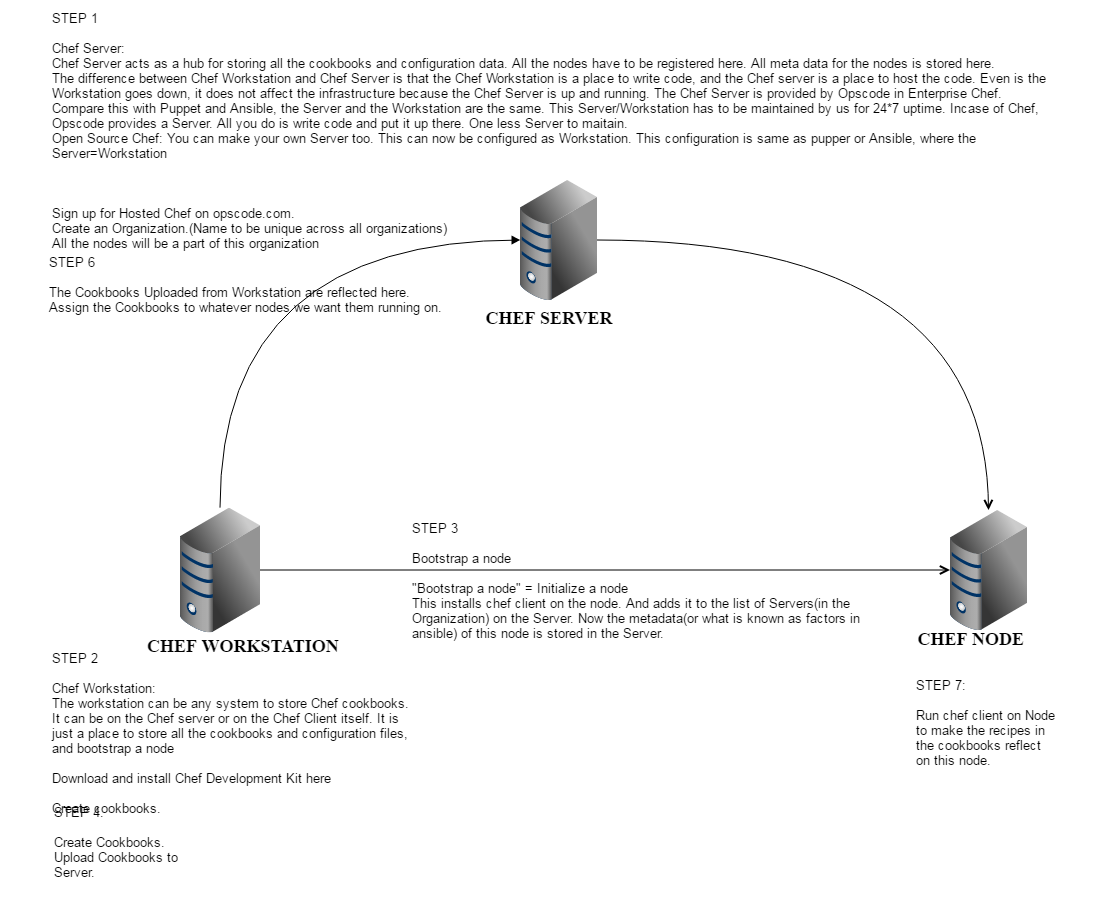 STEP 1
Chef Server:
Chef Server acts as a hub for storing all the cookbooks and configuration data. All the nodes have to be registered here. All meta data for the nodes is stored here.
The difference between Chef Workstation and Chef Server is that the Chef Workstation is a place to write code, and the Chef server is a place to host the code. Even is the
Workstation goes down, it does not affect the infrastructure because the Chef Server is up and running. The Chef Server is provided by Opscode in Enterprise Chef.
Compare this with Puppet and Ansible, the Server and the Workstation are the same. This Server/Workstation has to be maintained by us for 24*7 uptime. Incase of Chef,
Opscode provides a Server. All you do is write code and put it up there. One less Server to maitain.
Open Source Chef: You can make your own Server too. This can now be configured as Workstation. This configuration is same as pupper or Ansible, where the
Server=Workstation
Sign up for Hosted Chef on opscode.com.
Create an Organization.(Name to be unique across all organizations)
All the nodes will be a part of this organization
STEP 6
The Cookbooks Uploaded from Workstation are reflected here.
Assign the Cookbooks to whatever nodes we want them running on.
CHEF SERVER
STEP 3
Bootstrap a node
"Bootstrap a node" = Initialize a node
This installs chef client on the node. And adds it to the list of Servers(in the
Organization) on the Server. Now the metadata(or what is known as factors in
ansible) of this node is stored in the Server.
CHEF WORKSTATION
CHEF NODE
STEP 2
Chef Workstation:
The workstation can be any system to store Chef cookbooks.
It can be on the Chef server or on the Chef Client itself. It is
just a place to store all the cookbooks and configuration files,
and bootstrap a node
Download and install Chef Development Kit here
Create cookbooks.
STEP 4:
Create Cookbooks.
Upload Cookbooks to
Server.
STEP 7:
Run chef client on Node
to make the recipes in
the cookbooks reflect
on this node.